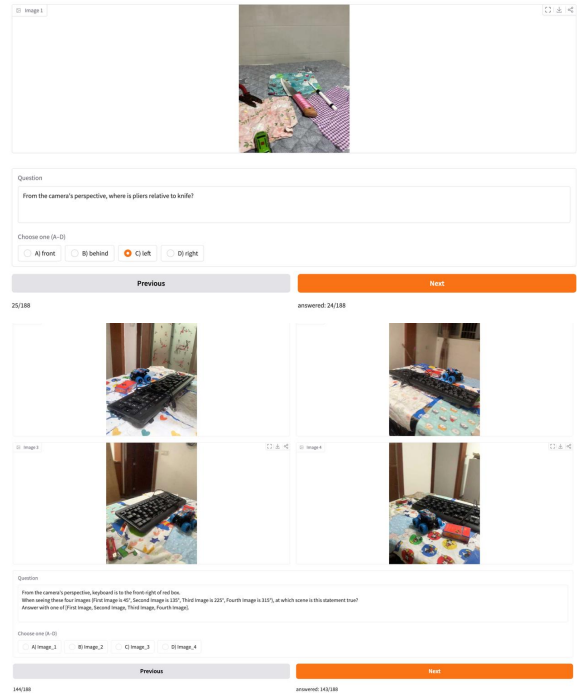 Image 1
Question
From the camera's perspective, where is pliers relative to knife?
Choose one (A–D)
A) front
B) behind
C) left
D) right
Previous
Next
25/188
answered: 24/188
Image 3
Image 4
Question
From the camera's perspective, keyboard is to the front-right of red box.
When seeing these four images (First Image is 45°, Second Image is 135°, Third Image is 225°, Fourth Image is 315°), at which scene is this statement true?
Answer with one of [First Image, Second Image, Third Image, Fourth Image].
Choose one (A–D)
A) Image_1
B) Image_2
C) Image_3
D) Image_4
Previous
Next
144/188
answered: 143/188